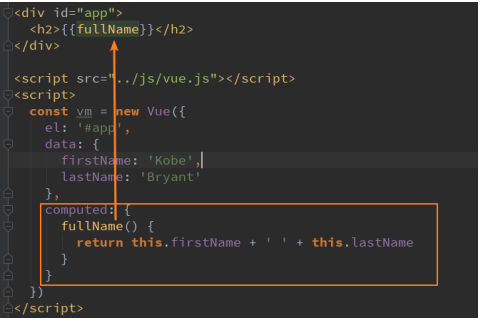 <div id="app">
  <h2>{{fullName}}</h2>
</div>

<script src="../js/vue.js"></script>
<script>
  const vm = new Vue({
    el: '#app',
    data: {
      firstName: 'Kobe',
      lastName: 'Bryant'
    },
    computed: {
      fullName() {
        return this.firstName + ' ' + this.lastName
      }
    }
  })
</script>